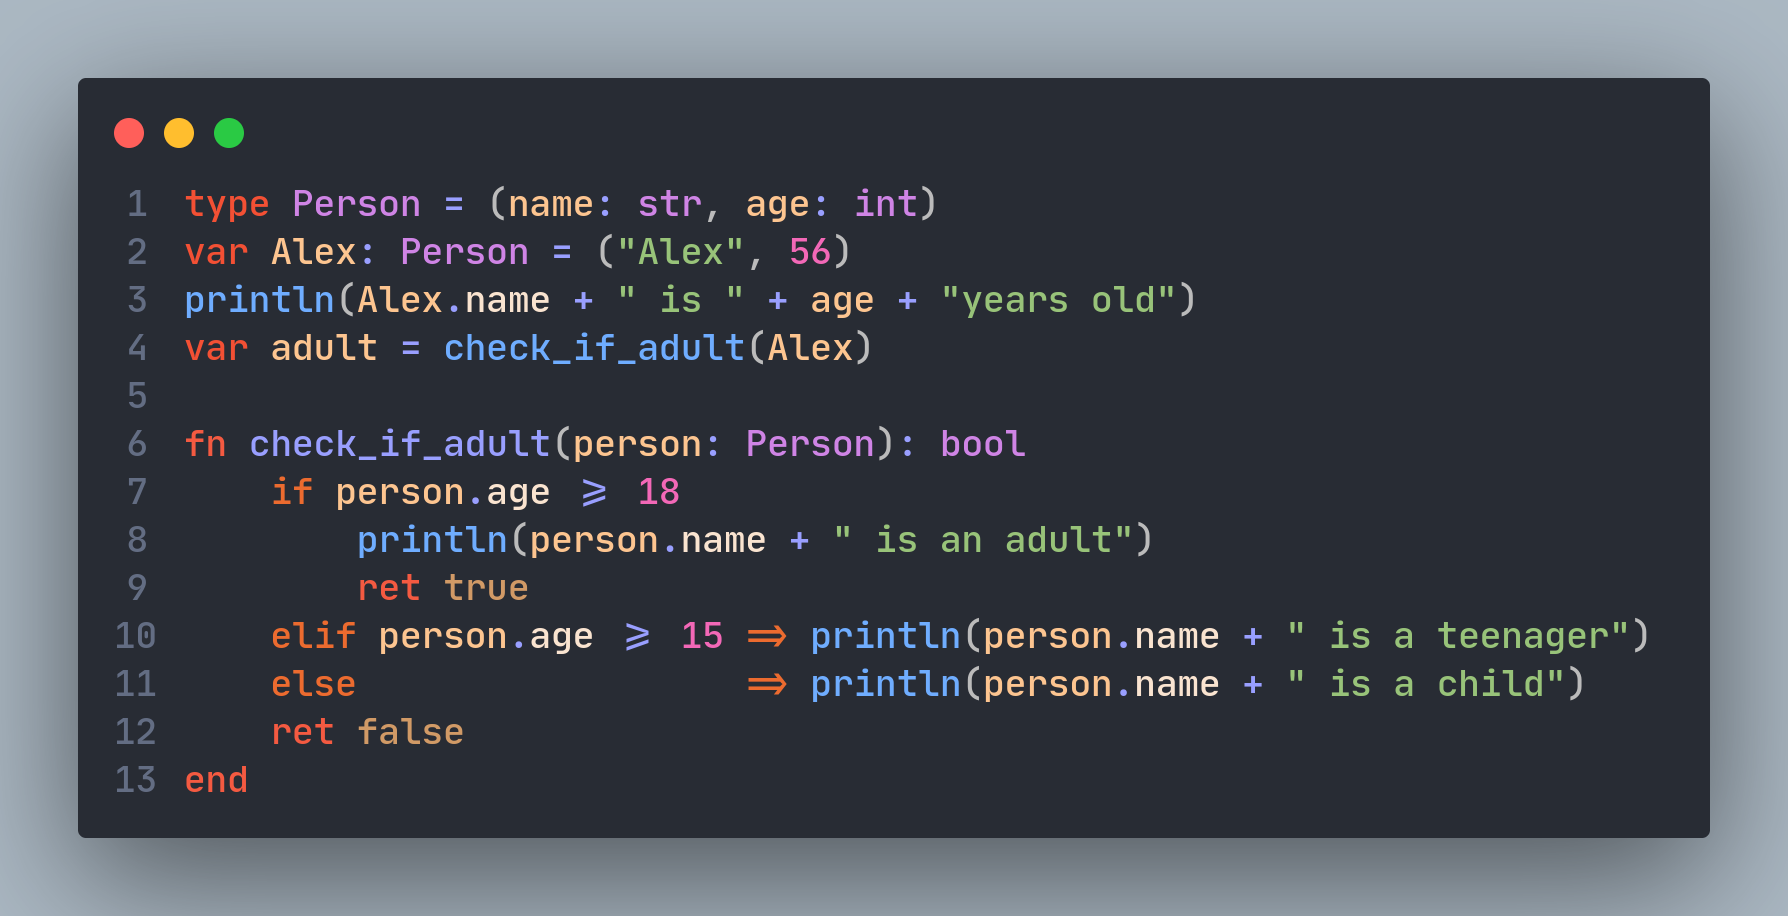 1 type Person = (name: str, age: int)
2 var Alex: Person = ("Alex", 56)
3 println(Alex.name + " is " + age + "years old")
4 var adult = check_if_adult(Alex)
5
6 fn check_if_adult(person: Person): bool
7     if person.age >= 18
8         println(person.name + " is an adult")
9         ret true
10     elif person.age >= 15 => println(person.name + " is a teenager")
11     else                  => println(person.name + " is a child")
12     ret false
13 end